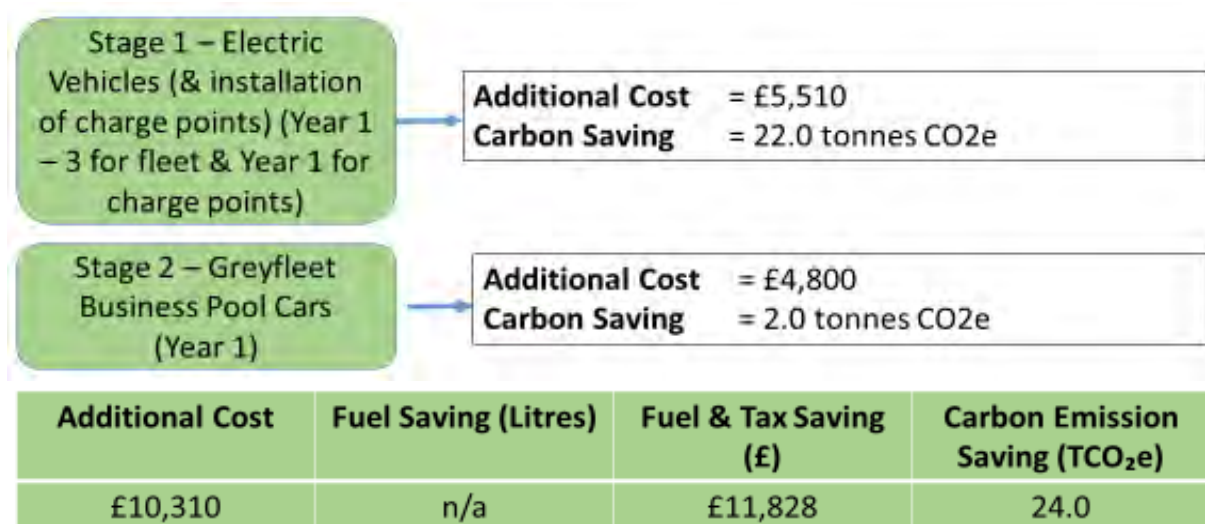 Stage 1 – Electric
Vehicles (& installation
of charge points) (Year 1
– 3 for fleet & Year 1 for
charge points)
Additional Cost = £5,510
Carbon Saving = 22.0 tonnes CO2e
Stage 2 – Greyfleet
Business Pool Cars
(Year 1)
Additional Cost = £4,800
Carbon Saving = 2.0 tonnes CO2e
Additional Cost Fuel Saving (Litres) Fuel & Tax Saving Carbon Emission
(£) Saving (TCO₂e)
£10,310 n/a £11,828 24.0